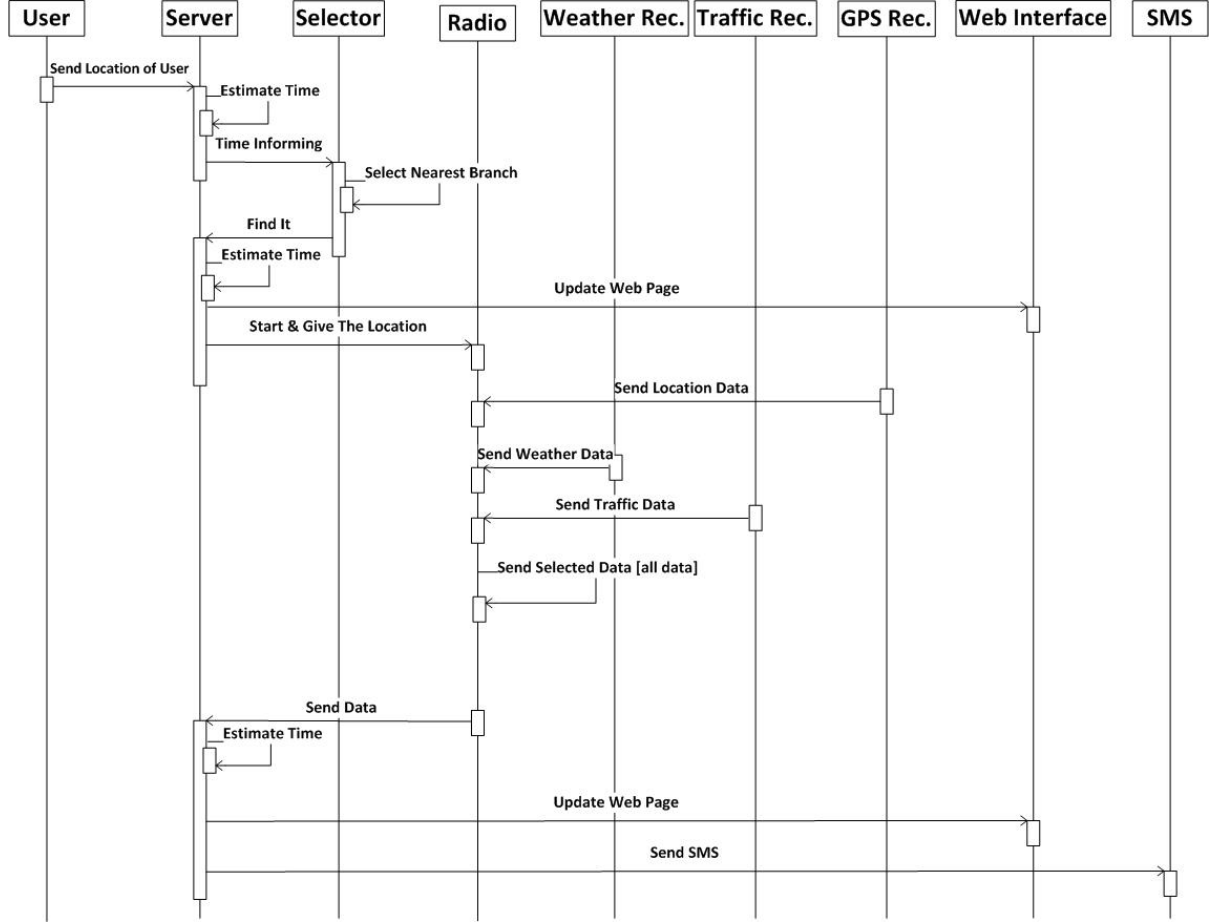 User
Server
Selector
Radio
Weather Rec.
Traffic Rec.
GPS Rec.
Web Interface
SMS
Send Location of User
Estimate Time
Time Informing
Select Nearest Branch
Find It
Estimate Time
Update Web Page
Start & Give The Location
Send Location Data
Send Weather Data
Send Traffic Data
Send Selected Data [all data]
Send Data
Estimate Time
Update Web Page
Send SMS